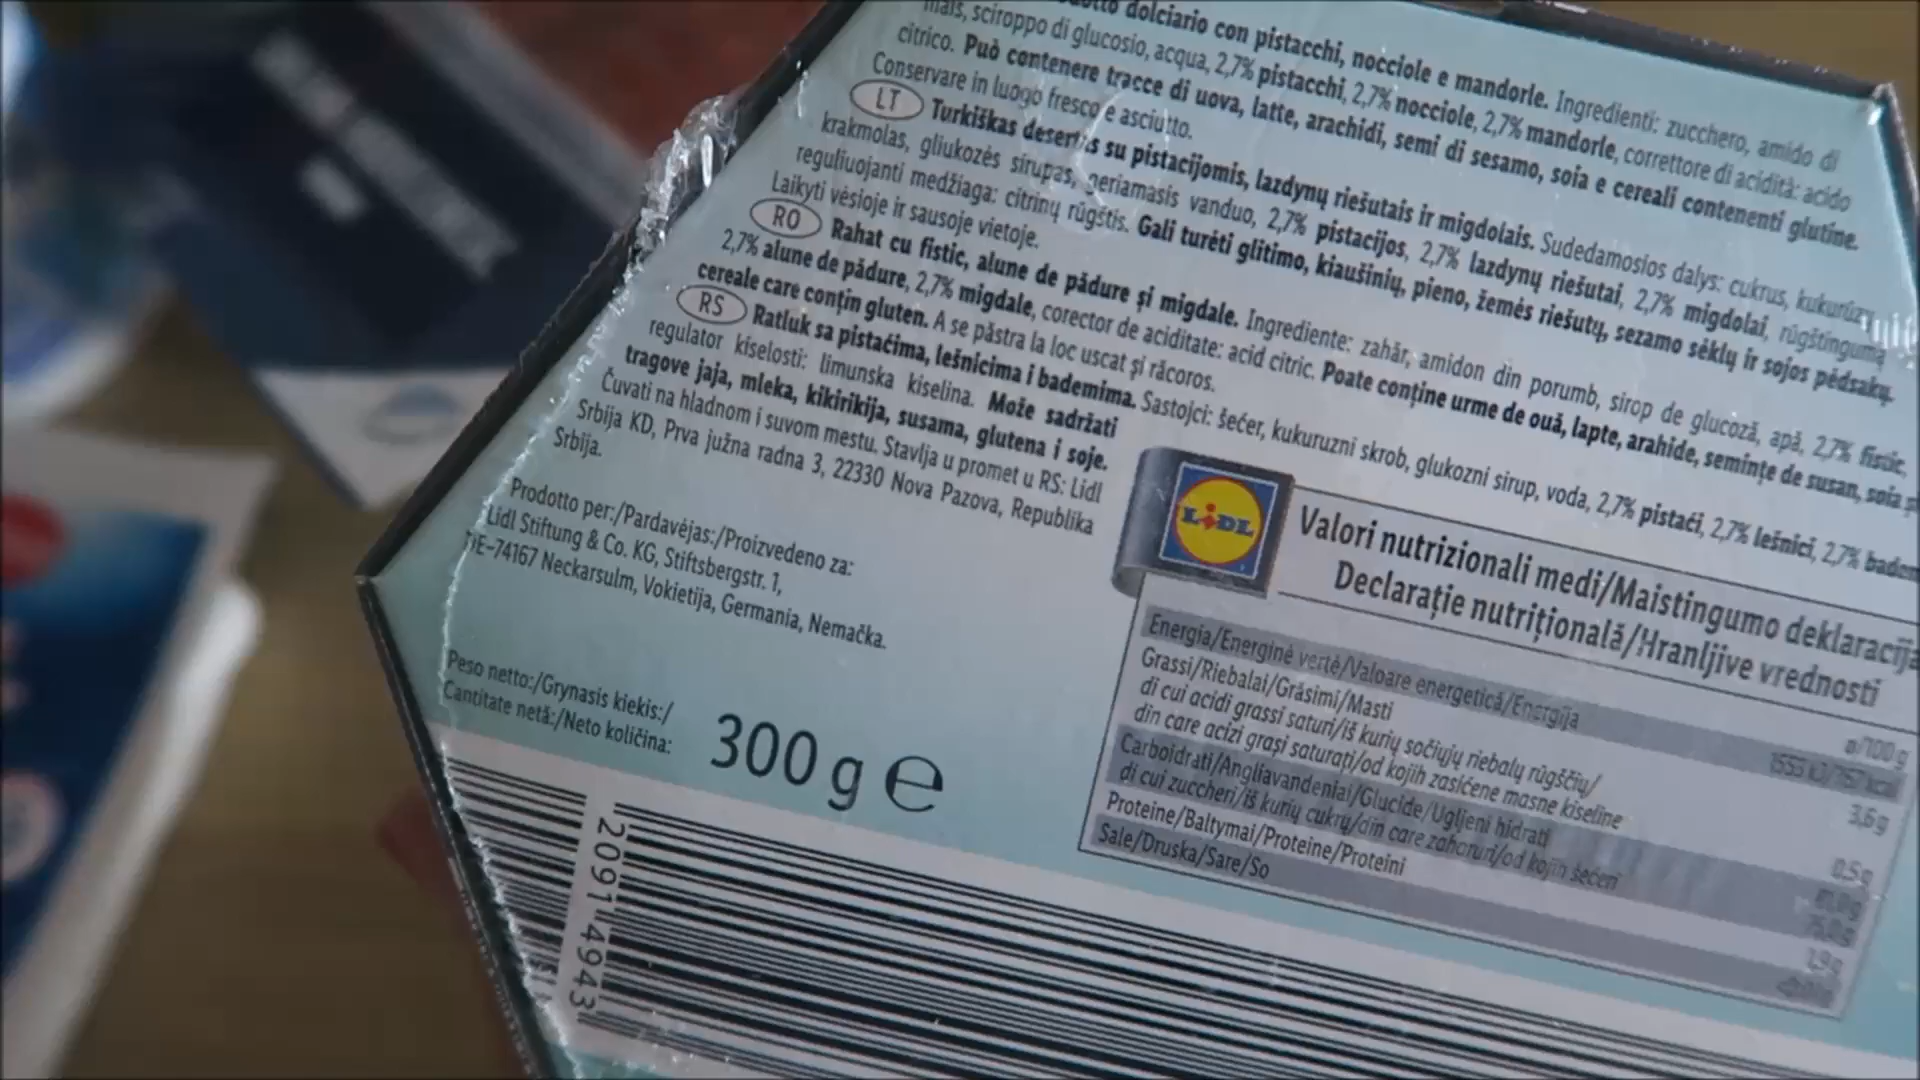 dolciario con pistacchi, nocciole e mandorle. Ingredienti: zucchero, amido di
mais, sciroppo di glucosio, acqua, 2,7% pistacchi, 2,7% nocciole, 2,7% mandorle, correttore di acidità: acido
citrico. Può contenere tracce di uova, latte, arachidi, semi di sesamo, soia e cereali contenenti glutine.
Conservare in luogo fresco e asciutto.
LT Turkiškas desertas su pistacijomis, lazdynų riešutais ir migdolais. Sudedamosios dalys: cukrus, kukurūzų
krakmolas, gliukozės sirupas, geriamasis vanduo, 2,7% pistacijos, 2,7% lazdynų riešutai, 2,7% migdolai, rūgštingumą
reguliuojanti medžiaga: citrinų rūgštis. Gali turėti glitimo, kiaušinių, pieno, žemės riešutų, sezamo sėklų ir sojos pėdsakų.
Laikyti vėsioje ir sausoje vietoje.
RO Rahat cu fistic, alune de pădure și migdale. Ingrediente: zahăr, amidon din porumb, sirop de glucoză, apă, 2,7% fistic,
2,7% alune de pădure, 2,7% migdale, corector de aciditate: acid citric. Poate conține urme de ouă, lapte, arahide, semințe de susan, soia și
cereale care conțin gluten. A se păstra la loc uscat și răcoros.
RS Ratluk sa pistaćima, lešnicima i bademima. Sastojci: šećer, kukuruzni skrob, glukozni sirup, voda, 2,7% pistaći, 2,7% lešnici, 2,7% bademi
regulator kiselosti: limunska kiselina. Može sadržati
tragove jaja, mleka, kikirikija, susama, glutena i soje.
Čuvati na hladnom i suvom mestu. Stavlja u promet u RS: Lidl
Srbija KD, Prva južna radna 3, 22330 Nova Pazova, Republika
Srbija.
Prodotto per:/Pardavėjas:/Proizvedeno za:
Lidl Stiftung & Co. KG, Stiftsbergstr. 1,
DE-74167 Neckarsulm, Vokietija, Germania, Nemačka.
Peso netto:/Grynasis kiekis:/
Cantitate netă:/Neto količina:
300 g e
20914943
LIDL
Valori nutrizionali medi/Maistingumo deklaracija
Declarație nutrițională/Hranljive vrednosti
ø/100 g
Energia/Energinė vertė/Valoare energetică/Energija
Grassi/Riebalai/Grăsimi/Masti 3,6 g
di cui acidi grassi saturi/iš kurių sočiųjų riebalų rūgščių/
din care acizi grași saturați/od kojih zasićene masne kiseline 0,5 g
Carboidrati/Angliavandeniai/Glucide/Ugljeni hidrati
di cui zuccheri/iš kurių cukrų/din care zaharuri/od kojih šećeri
Proteine/Baltymai/Proteine/Proteini 1,9 g
Sale/Druska/Sare/So